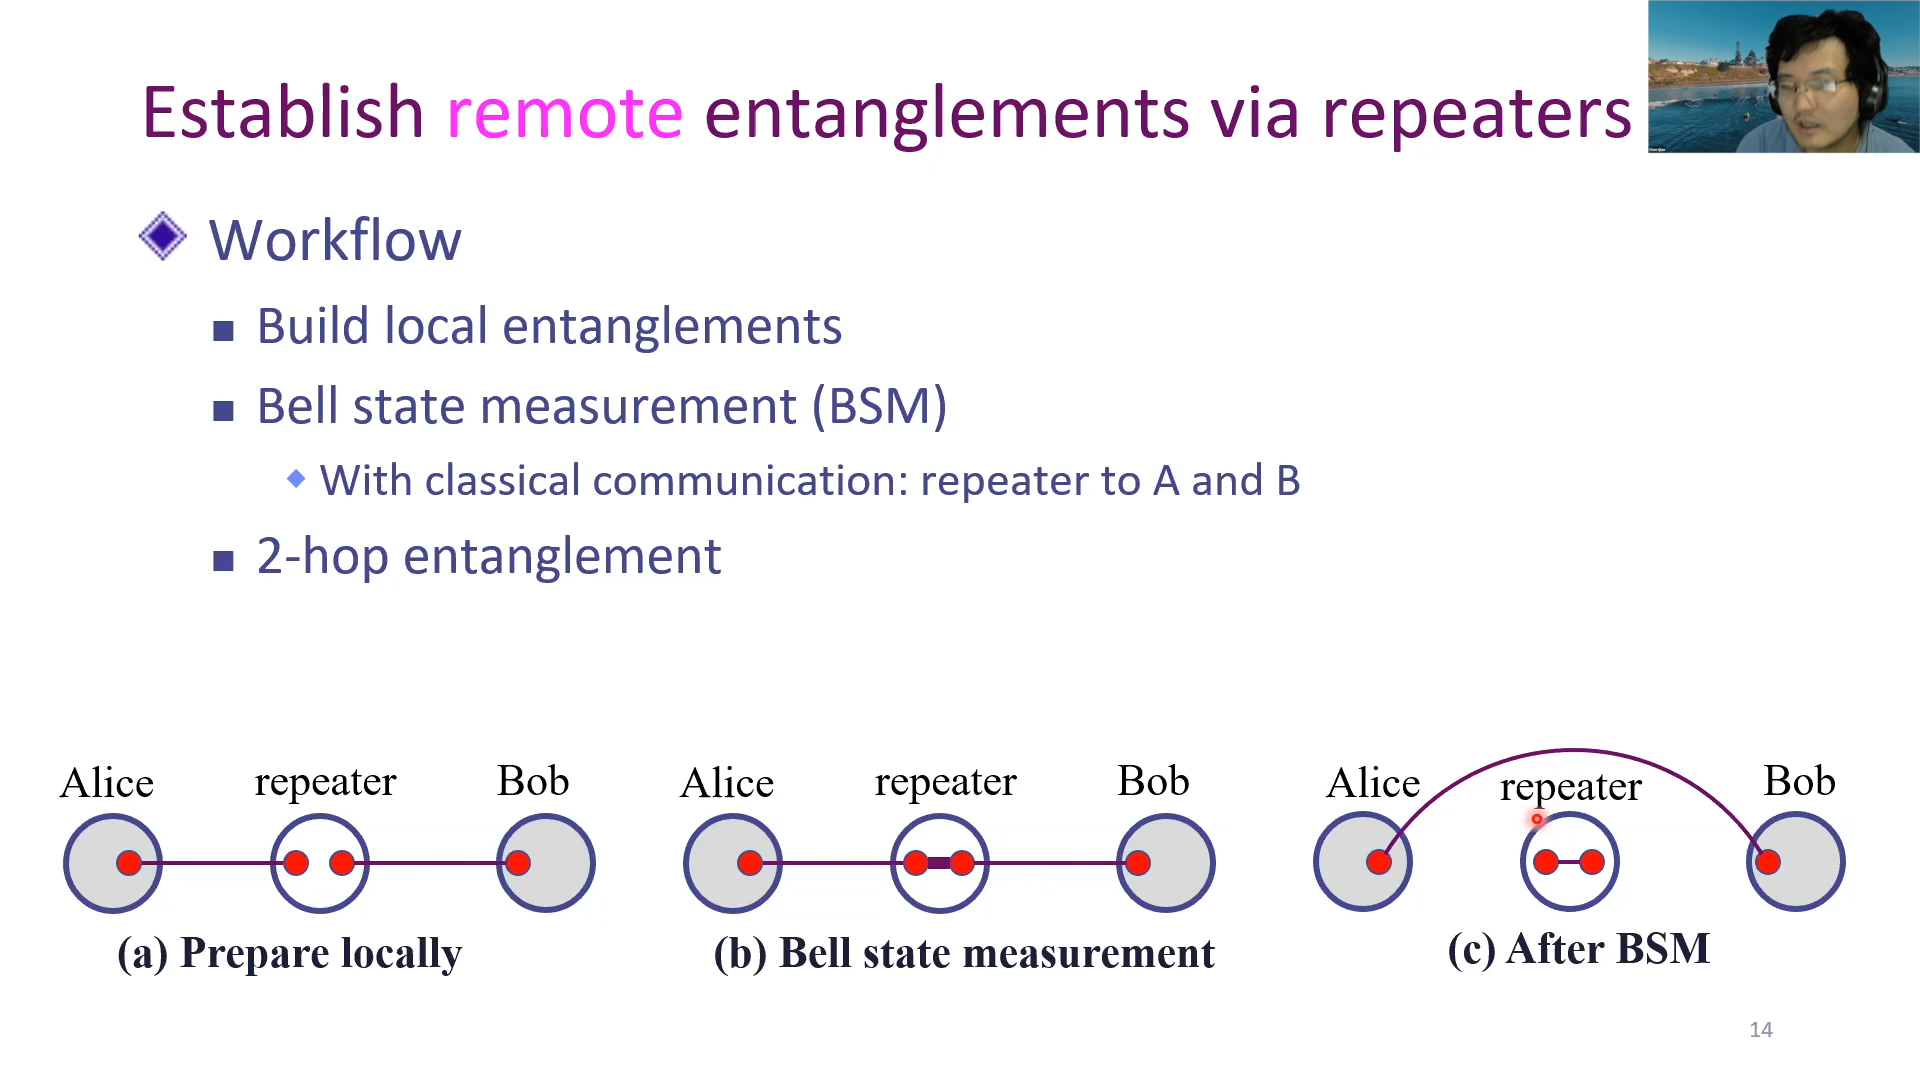 Establish remote entanglements via repeaters
Workflow
Build local entanglements
Bell state measurement (BSM)
With classical communication: repeater to A and B
2-hop entanglement
Alice repeater Bob
(a) Prepare locally
Alice repeater Bob
(b) Bell state measurement
Alice repeater Bob
(c) After BSM
14